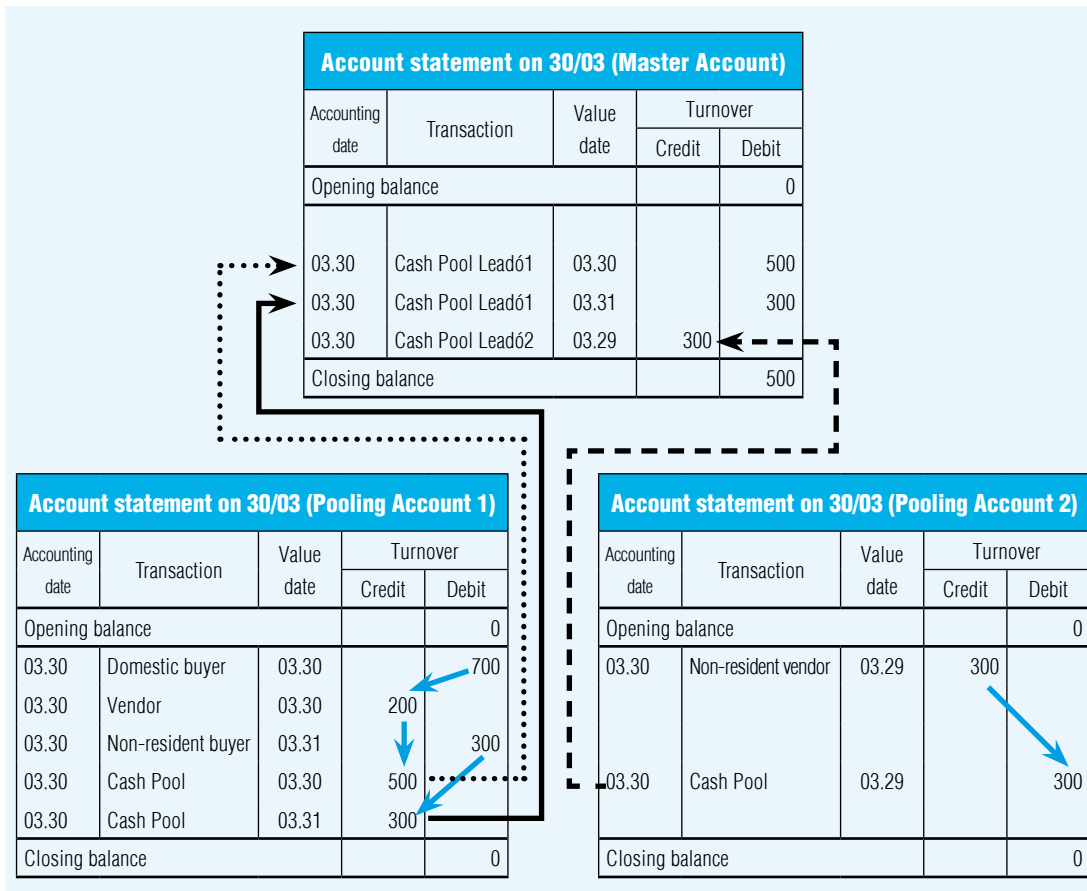 Account statement on 30/03 (Master Account)
Accounting date Transaction Value date Turnover
Credit Debit
Opening balance 0
03.30 Cash Pool Leadó1 03.30 500
03.30 Cash Pool Leadó1 03.31 300
03.30 Cash Pool Leadó2 03.29 300
Closing balance 500
Account statement on 30/03 (Pooling Account 1)
Accounting date Transaction Value date Turnover
Credit Debit
Opening balance 0
03.30 Domestic buyer 03.30 700
03.30 Vendor 03.30 200
03.30 Non-resident buyer 03.31 300
03.30 Cash Pool 03.30 500
03.30 Cash Pool 03.31 300
Closing balance 0
Account statement on 30/03 (Pooling Account 2)
Accounting date Transaction Value date Turnover
Credit Debit
Opening balance 0
03.30 Non-resident vendor 03.29 300
03.30 Cash Pool 03.29 300
Closing balance 0